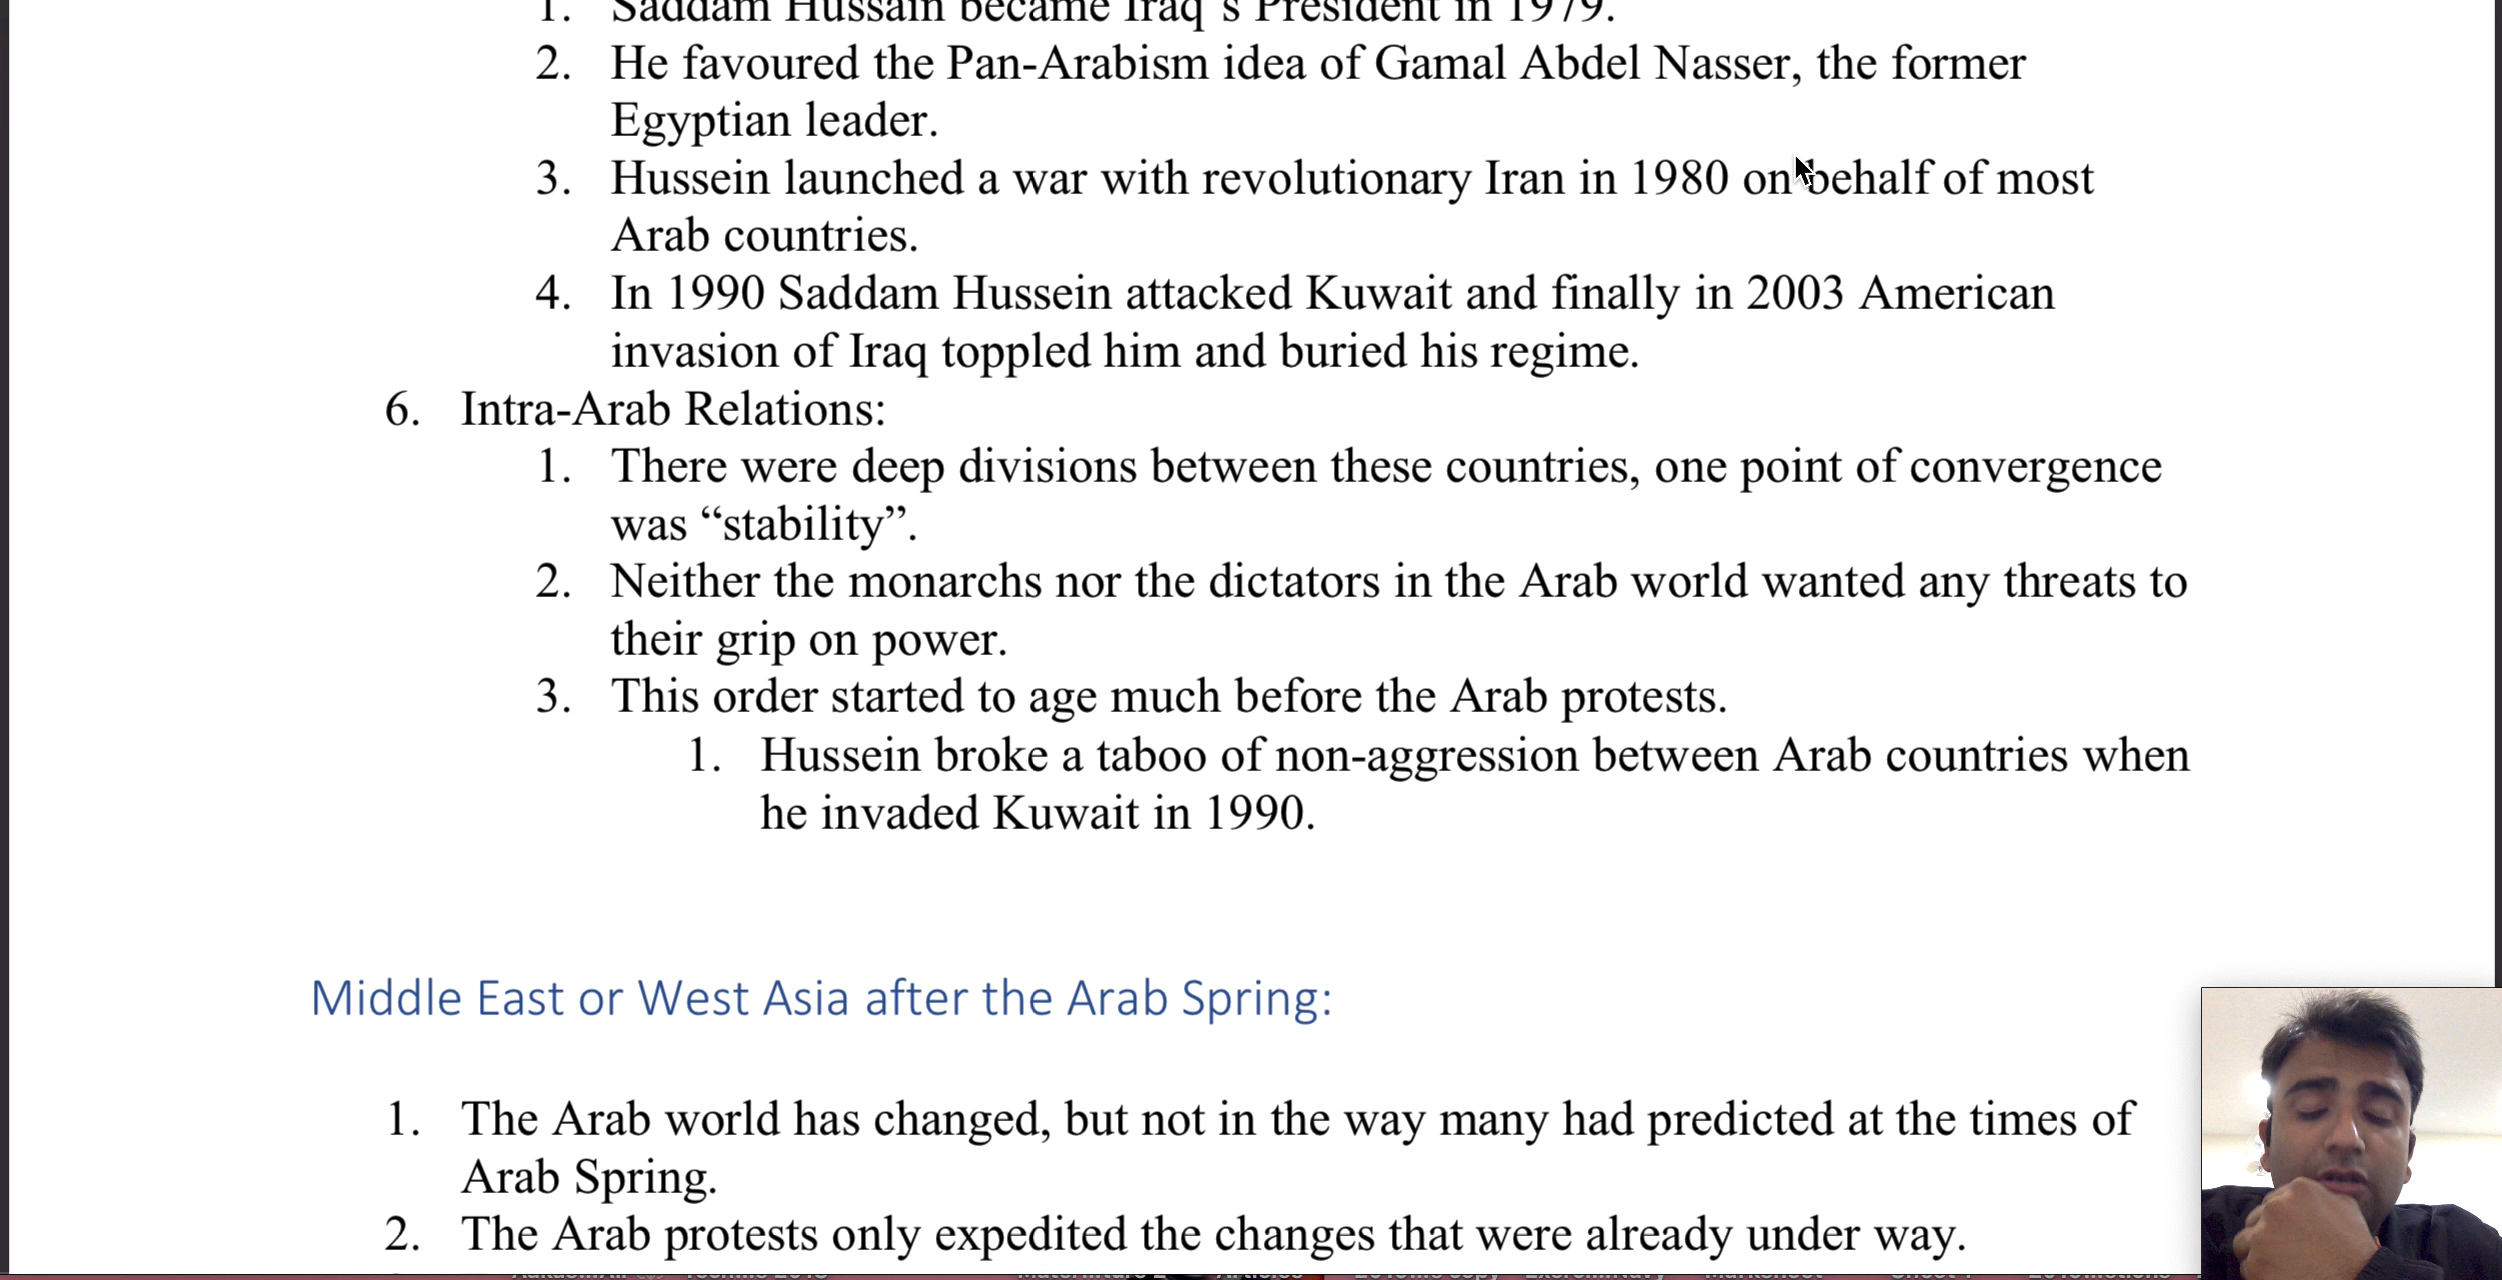 1. Saddam Hussain became Iraq's President in 1979.
2. He favoured the Pan-Arabism idea of Gamal Abdel Nasser, the former
Egyptian leader.
3. Hussein launched a war with revolutionary Iran in 1980 on behalf of most
Arab countries.
4. In 1990 Saddam Hussein attacked Kuwait and finally in 2003 American
invasion of Iraq toppled him and buried his regime.
6. Intra-Arab Relations:
1. There were deep divisions between these countries, one point of convergence
was “stability”.
2. Neither the monarchs nor the dictators in the Arab world wanted any threats to
their grip on power.
3. This order started to age much before the Arab protests.
1. Hussein broke a taboo of non-aggression between Arab countries when
he invaded Kuwait in 1990.
Middle East or West Asia after the Arab Spring:
1. The Arab world has changed, but not in the way many had predicted at the times of
Arab Spring.
2. The Arab protests only expedited the changes that were already under way.